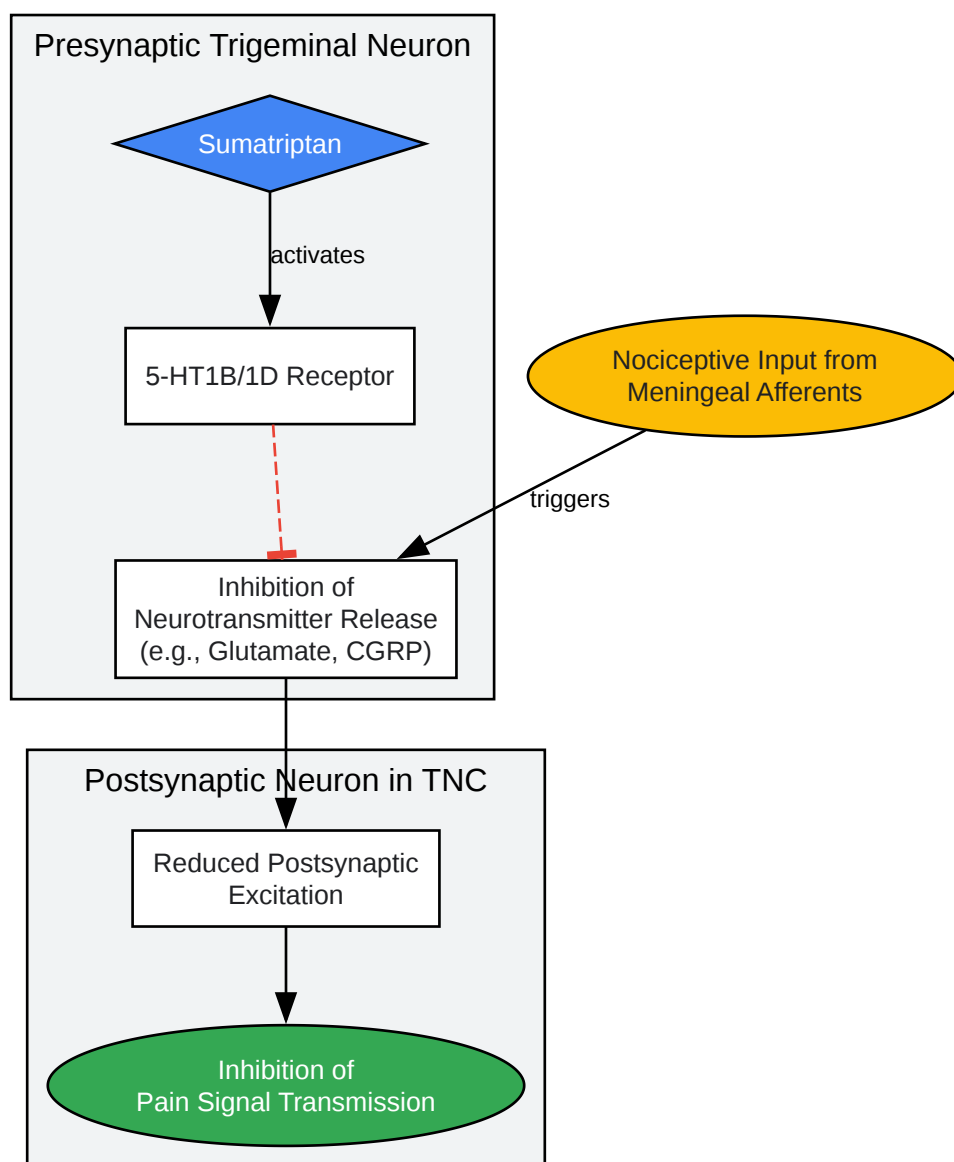 Presynaptic Trigeminal Neuron
Sumatriptan
activates
5-HT1B/1D Receptor
Nociceptive Input from
Meningeal Afferents
triggers
Inhibition of
Neurotransmitter Release
(e.g., Glutamate, CGRP)
Postsynaptic Neuron in TNC
Reduced Postsynaptic
Excitation
Inhibition of
Pain Signal Transmission